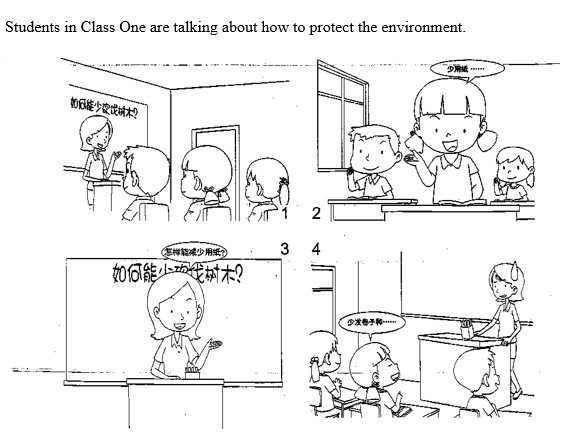 Students in Class One are talking about how to protect the environment.
如何能少砍伐树木?
1
少用纸……
2
3
怎样能减少用纸?
如何能少砍伐树木?
4
少发卷子和……